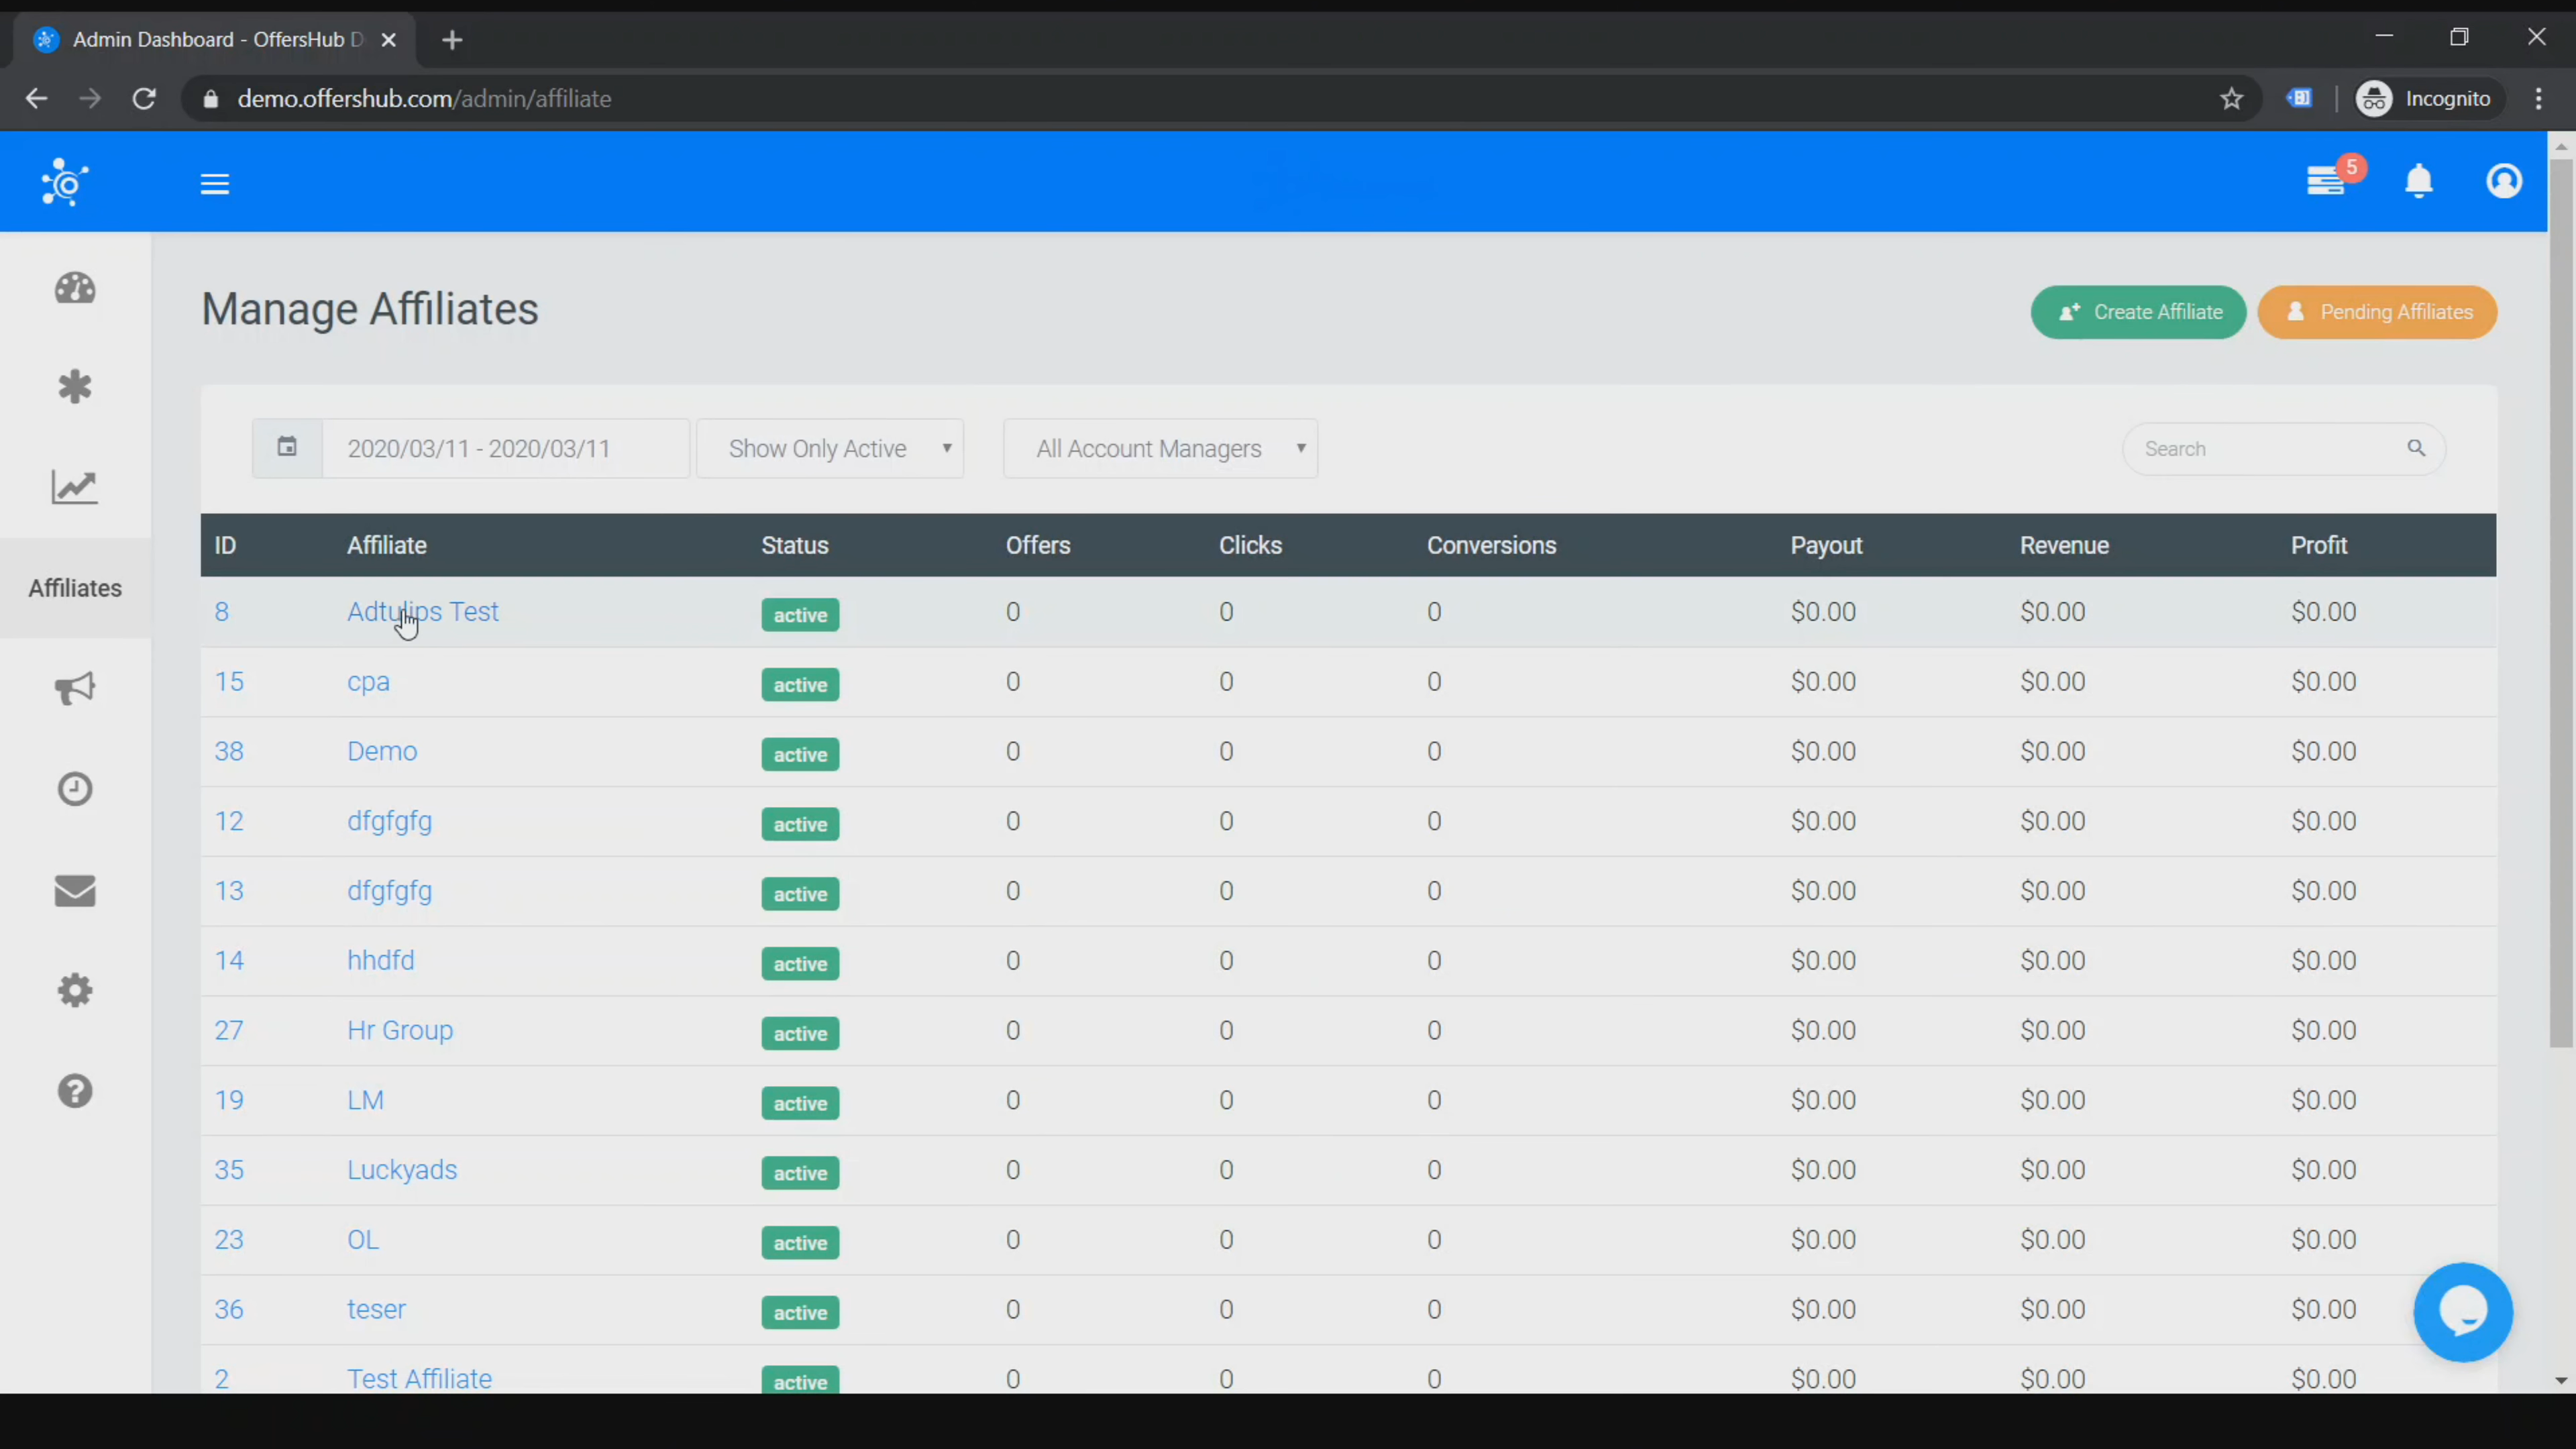 Admin Dashboard - OffersHub D
demo.offershub.com/admin/affiliate
Incognito
5
Manage Affiliates
Create Affiliate
Pending Affiliates
2020/03/11 - 2020/03/11
Show Only Active
All Account Managers
Search
ID Affiliate Status Offers Clicks Conversions Payout Revenue Profit
Affiliates
8 Adtulips Test active 0 0 0 $0.00 $0.00 $0.00
15 cpa active 0 0 0 $0.00 $0.00 $0.00
38 Demo active 0 0 0 $0.00 $0.00 $0.00
12 dfgfgfg active 0 0 0 $0.00 $0.00 $0.00
13 dfgfgfg active 0 0 0 $0.00 $0.00 $0.00
14 hhdfd active 0 0 0 $0.00 $0.00 $0.00
27 Hr Group active 0 0 0 $0.00 $0.00 $0.00
19 LM active 0 0 0 $0.00 $0.00 $0.00
35 Luckyads active 0 0 0 $0.00 $0.00 $0.00
23 OL active 0 0 0 $0.00 $0.00 $0.00
36 teser active 0 0 0 $0.00 $0.00 $0.00
2 Test Affiliate active 0 0 0 $0.00 $0.00 $0.00